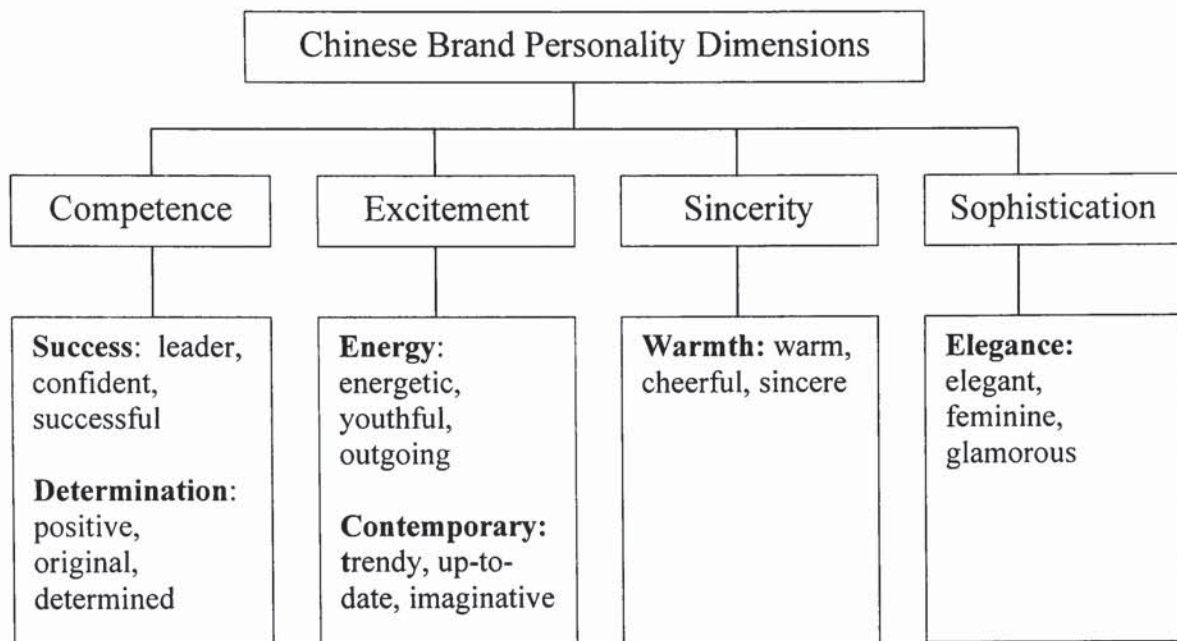 Chinese Brand Personality Dimensions
Competence
Excitement
Sincerity
Sophistication
Success: leader,
confident,
successful
Determination:
positive,
original,
determined
Energy:
energetic,
youthful,
outgoing
Contemporary:
trendy, up-to-
date, imaginative
Warmth: warm,
cheerful, sincere
Elegance:
elegant,
feminine,
glamorous